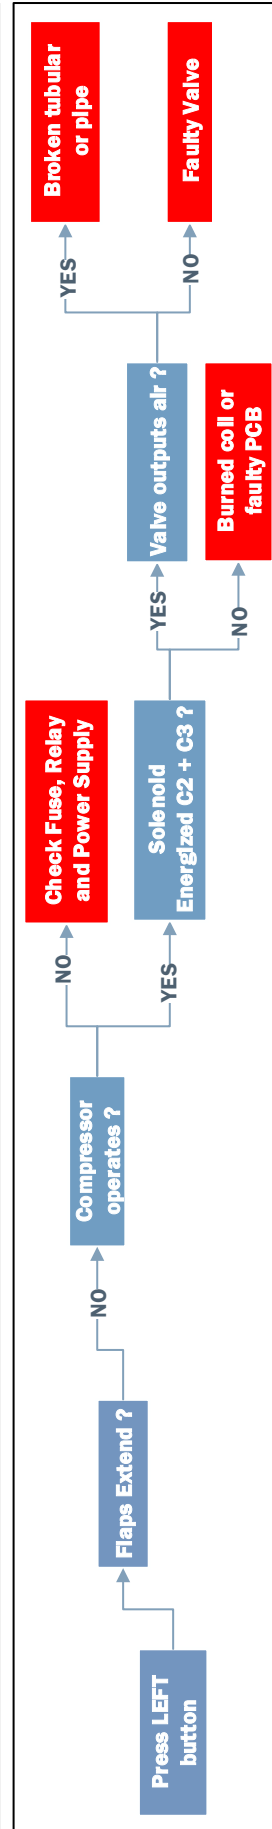 Press LEFT
button
Flaps Extend ?
NO
Compressor
operates ?
NO
Check Fuse, Relay
and Power Supply
YES
Solenoid
Energized C2 + C3 ?
YES
Valve outputs air ?
YES
Broken tubular
or pipe
NO
Faulty Valve
NO
Burned coil or
faulty PCB